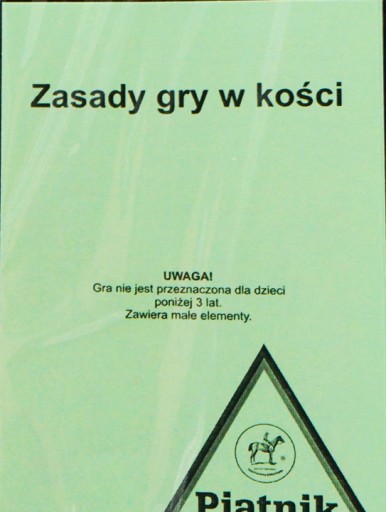 Zasady gry w kości
UWAGA!
Gra nie jest przeznaczona dla dzieci
poniżej 3 lat.
Zawiera małe elementy.
Piatnik